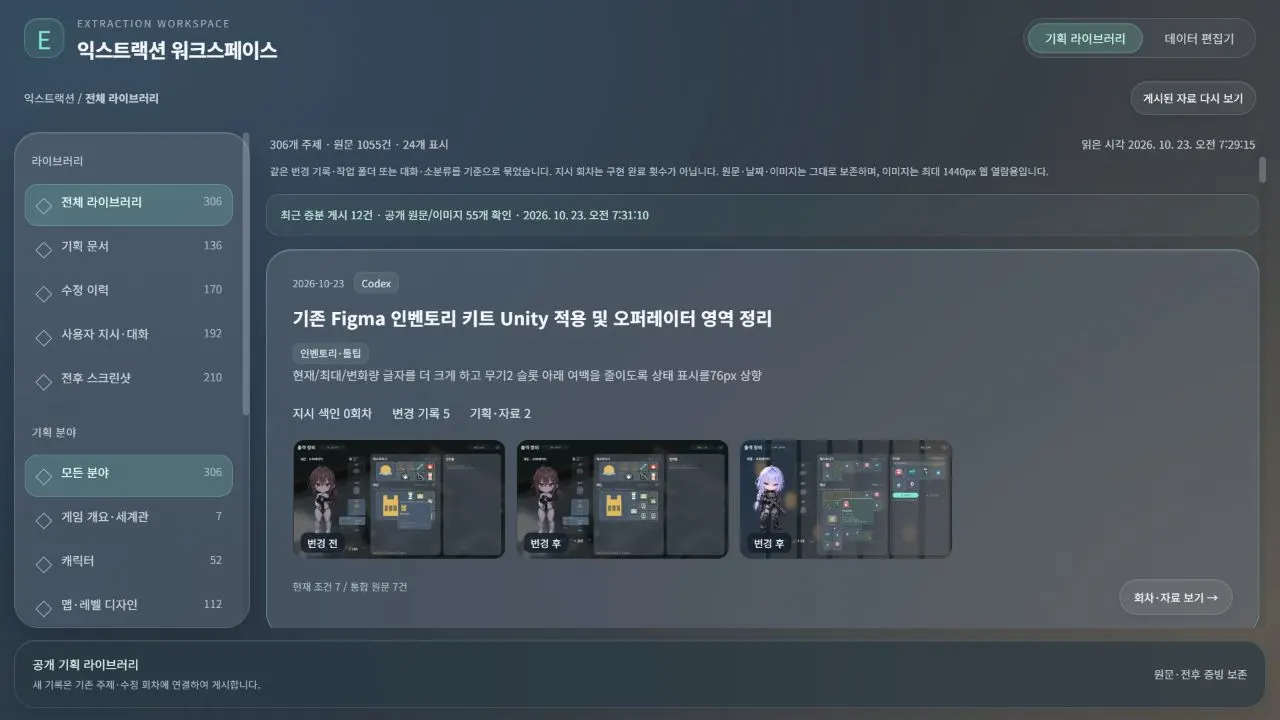 E
EXTRACTION WORKSPACE
익스트랙션 워크스페이스
기획 라이브러리
데이터 편집기
익스트랙션 / 전체 라이브러리
게시된 자료 다시 보기
라이브러리
전체 라이브러리 306
기획 문서 136
수정 이력 170
사용자 지시·대화 192
전후 스크린샷 210
기획 분야
모든 분야 306
게임 개요·세계관 7
캐릭터 52
맵·레벨 디자인 112
306개 주제 · 원문 1055건 · 24개 표시
읽은 시각 2026. 10. 23. 오전 7:29:15
같은 변경 기록·작업 폴더 또는 대화·소분류를 기준으로 묶었습니다. 지시 회차는 구현 완료 횟수가 아닙니다. 원문·날짜·이미지는 그대로 보존하며, 이미지는 최대 1440px 웹 열람용입니다.
최근 증분 게시 12건 · 공개 원문/이미지 55개 확인 · 2026. 10. 23. 오전 7:31:10
2026-10-23 Codex
기존 Figma 인벤토리 키트 Unity 적용 및 오퍼레이터 영역 정리
인벤토리·툴팁
현재/최대/변화량 글자를 더 크게 하고 무기2 슬롯 아래 여백을 줄이도록 상태 표시를76px 상향
지시 색인 0회차 변경 기록 5 기획·자료 2
출격 정비
출격 정비
출격 정비
변경 전
변경 후
변경 후
현재 조건 7 / 통합 원문 7건
회차·자료 보기 →
공개 기획 라이브러리
새 기록은 기존 주제·수정 회차에 연결하여 게시합니다.
원문·전후 증빙 보존